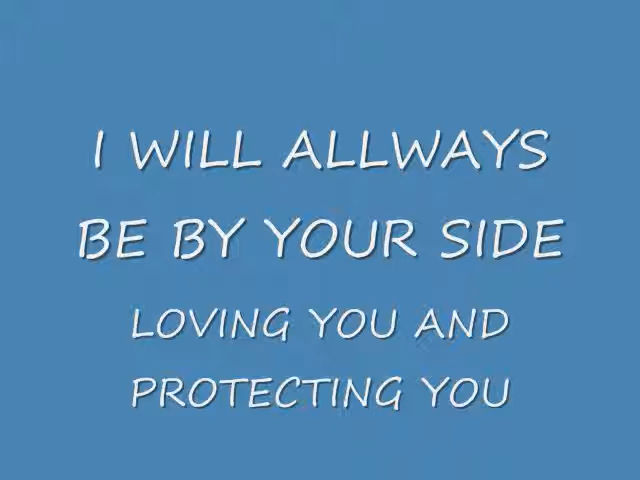 I WILL ALLWAYS
BE BY YOUR SIDE
LOVING YOU AND
PROTECTING YOU